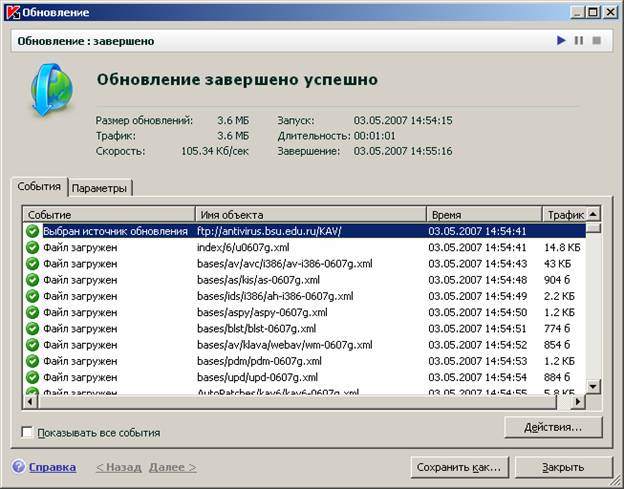 Обновление
Обновление : завершено
Обновление завершено успешно
Размер обновлений: 3.6 МБ Запуск: 03.05.2007 14:54:15
Трафик: 3.6 МБ Длительность: 00:01:01
Скорость: 105.34 Кб/сек Завершение: 03.05.2007 14:55:16
События Параметры
Событие Имя объекта Время Трафик
Выбран источник обновления ftp://antivirus.bsu.edu.ru/KAV/ 03.05.2007 14:54:41
Файл загружен index/6/u0607g.xml 03.05.2007 14:54:41 14.8 КБ
Файл загружен bases/av/avc/i386/av-i386-0607g.xml 03.05.2007 14:54:43 43 КБ
Файл загружен bases/as/kis/as-0607g.xml 03.05.2007 14:54:48 904 б
Файл загружен bases/ids/i386/ah-i386-0607g.xml 03.05.2007 14:54:49 2.2 КБ
Файл загружен bases/aspy/aspy-0607g.xml 03.05.2007 14:54:50 1.2 КБ
Файл загружен bases/blst/blst-0607g.xml 03.05.2007 14:54:51 774 б
Файл загружен bases/av/klava/webav/wm-0607g.xml 03.05.2007 14:54:52 854 б
Файл загружен bases/pdm/pdm-0607g.xml 03.05.2007 14:54:53 1.2 КБ
Файл загружен bases/upd/upd-0607g.xml 03.05.2007 14:54:54 884 б
Файл загружен AutoPatches/kav6/kav6-0607g.xml 03.05.2007 14:54:55 5.8 КБ
Показывать все события
Действия...
Справка < Назад Далее > Сохранить как... Закрыть